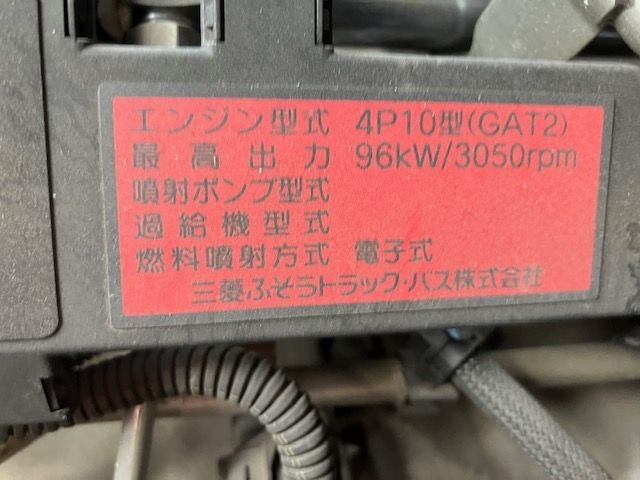 エンジン型式 4P10型(GAT2)
最高出力 96kW/3050rpm
噴射ポンプ型式
過給機型式
燃料噴射方式 電子式
三菱ふそうトラック・バス株式会社